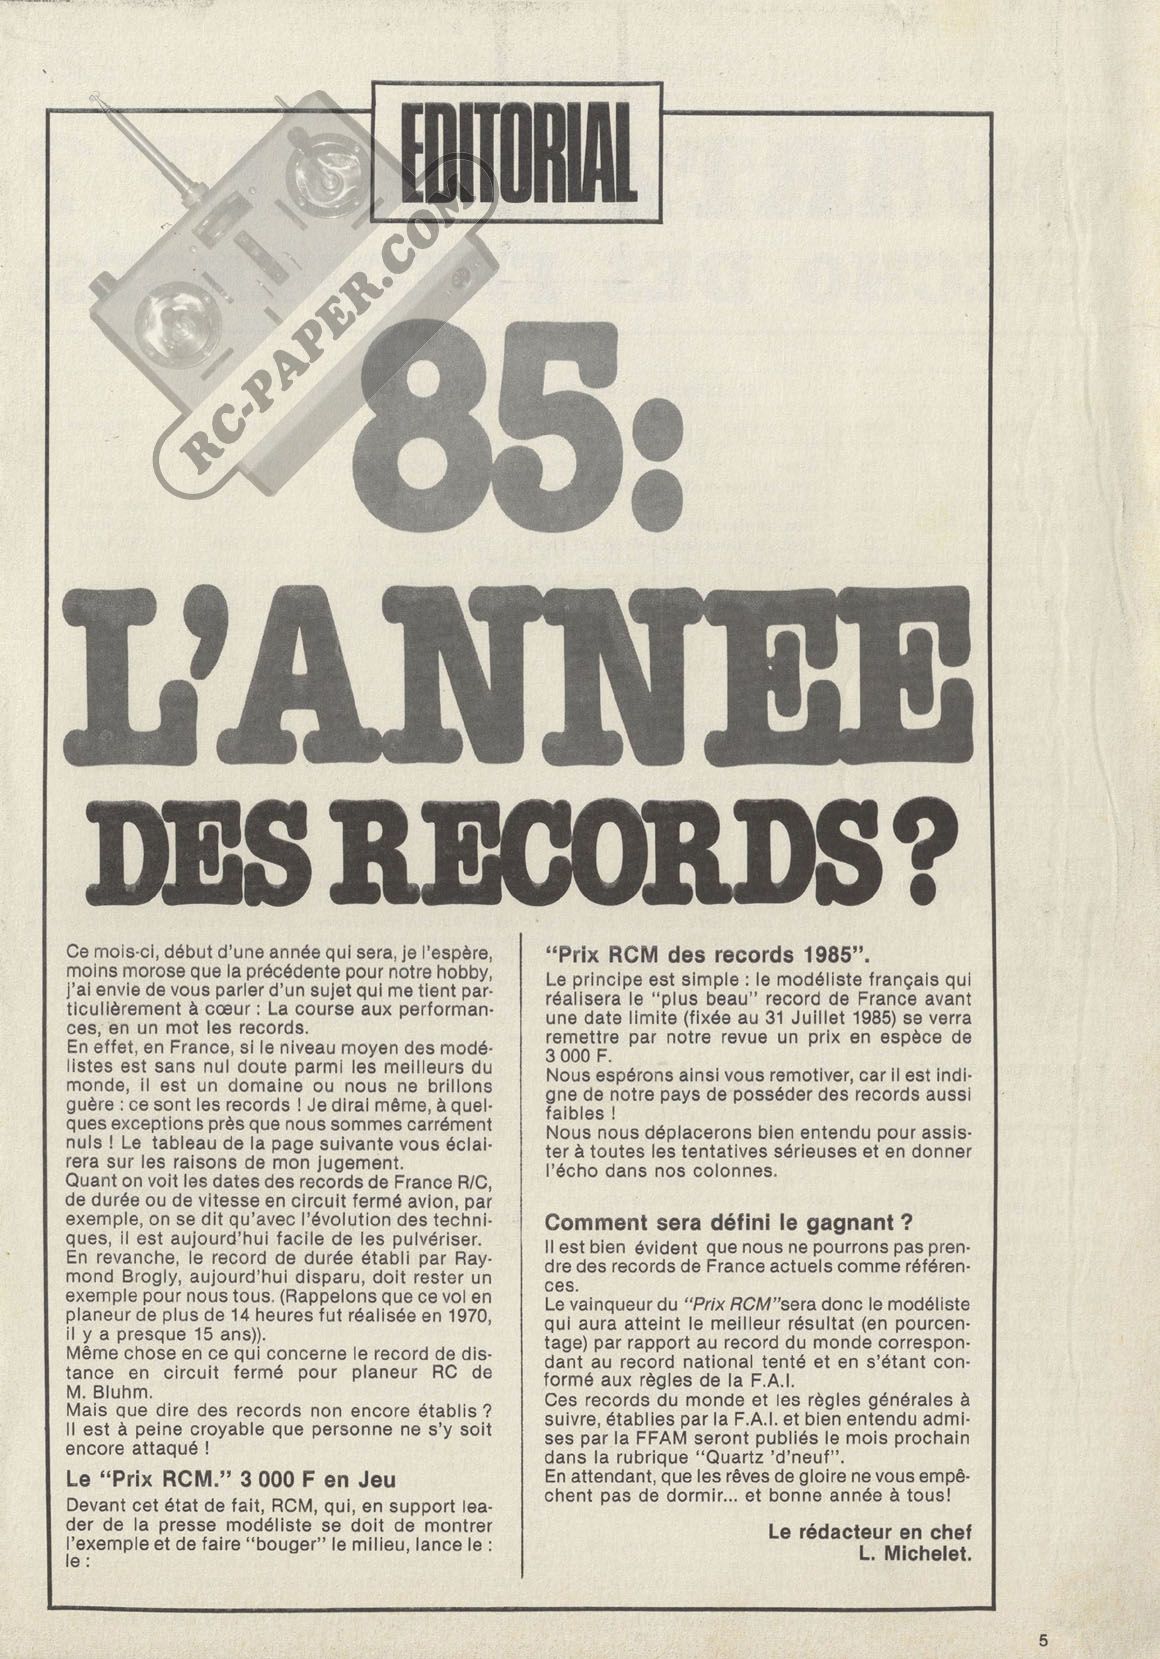 EDITORIAL
RC-PAPER.COM
85:
L'ANNEE
DES RECORDS?
Ce mois-ci, début d'une année qui sera, je l'espère,
moins morose que la précédente pour notre hobby,
j'ai envie de vous parler d'un sujet qui me tient par-
ticulièrement à cœur : La course aux performan-
ces, en un mot les records.
En effet, en France, si le niveau moyen des modé-
listes est sans nul doute parmi les meilleurs du
monde, il est un domaine ou nous ne brillons
guère : ce sont les records ! Je dirai même, à quel-
ques exceptions près que nous sommes carrément
nuls ! Le tableau de la page suivante vous éclai-
rera sur les raisons de mon jugement.
Quant on voit les dates des records de France R/C,
de durée ou de vitesse en circuit fermé avion, par
exemple, on se dit qu'avec l'évolution des techni-
ques, il est aujourd'hui facile de les pulvériser.
En revanche, le record de durée établi par Ray-
mond Brogly, aujourd'hui disparu, doit rester un
exemple pour nous tous. (Rappelons que ce vol en
planeur de plus de 14 heures fut réalisée en 1970,
il y a presque 15 ans)).
Même chose en ce qui concerne le record de dis-
tance en circuit fermé pour planeur RC de
M. Bluhm.
Mais que dire des records non encore établis ?
Il est à peine croyable que personne ne s'y soit
encore attaqué !
Le "Prix RCM." 3 000 F en Jeu
Devant cet état de fait, RCM, qui, en support lea-
der de la presse modéliste se doit de montrer
l'exemple et de faire "bouger" le milieu, lance le :
le :
"Prix RCM des records 1985".
Le principe est simple : le modéliste français qui
réalisera le "plus beau" record de France avant
une date limite (fixée au 31 Juillet 1985) se verra
remettre par notre revue un prix en espèce de
3 000 F.
Nous espérons ainsi vous remotiver, car il est indi-
gne de notre pays de posséder des records aussi
faibles !
Nous nous déplacerons bien entendu pour assis-
ter à toutes les tentatives sérieuses et en donner
l'écho dans nos colonnes.
Comment sera défini le gagnant ?
Il est bien évident que nous ne pourrons pas pren-
dre des records de France actuels comme référen-
ces.
Le vainqueur du "Prix RCM"sera donc le modéliste
qui aura atteint le meilleur résultat (en pourcen-
tage) par rapport au record du monde correspon-
dant au record national tenté et en s'étant con-
formé aux règles de la F.A.I.
Ces records du monde et les règles générales à
suivre, établies par la F.A.I. et bien entendu admi-
ses par la FFAM seront publiés le mois prochain
dans la rubrique "Quartz 'd'neuf".
En attendant, que les rêves de gloire ne vous empê-
chent pas de dormir... et bonne année à tous!
Le rédacteur en chef
L. Michelet.
5